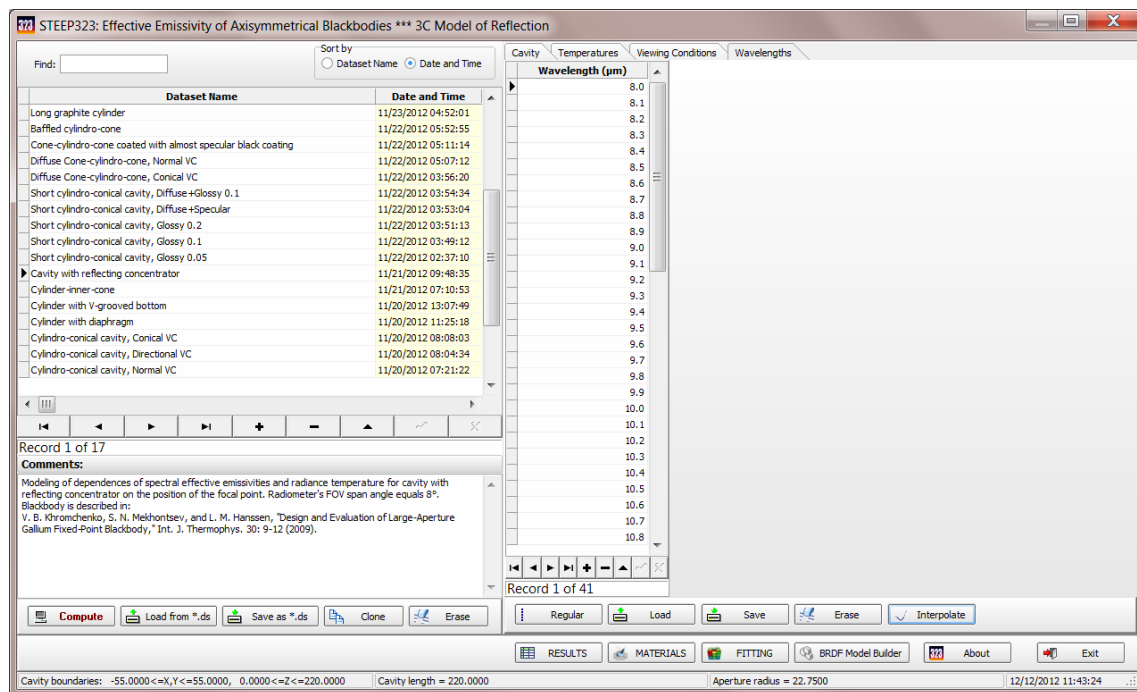 323 STEEP323: Effective Emissivity of Axisymmetrical Blackbodies *** 3C Model of Reflection
Find:
Sort by
Dataset Name Date and Time
Dataset Name Date and Time
Long graphite cylinder 11/23/2012 04:52:01
Baffled cylindro-cone 11/22/2012 05:52:55
Cone-cylindro-cone coated with almost specular black coating 11/22/2012 05:11:14
Diffuse Cone-cylindro-cone, Normal VC 11/22/2012 05:07:12
Diffuse Cone-cylindro-cone, Conical VC 11/22/2012 03:56:20
Short cylindro-conical cavity, Diffuse+Glossy 0.1 11/22/2012 03:54:34
Short cylindro-conical cavity, Diffuse+Specular 11/22/2012 03:53:04
Short cylindro-conical cavity, Glossy 0.2 11/22/2012 03:51:13
Short cylindro-conical cavity, Glossy 0.1 11/22/2012 03:49:12
Short cylindro-conical cavity, Glossy 0.05 11/22/2012 02:37:10
Cavity with reflecting concentrator 11/21/2012 09:48:35
Cylinder-inner-cone 11/21/2012 07:10:53
Cylinder with V-grooved bottom 11/20/2012 13:07:49
Cylinder with diaphragm 11/20/2012 11:25:18
Cylindro-conical cavity, Conical VC 11/20/2012 08:08:03
Cylindro-conical cavity, Directional VC 11/20/2012 08:04:34
Cylindro-conical cavity, Normal VC 11/20/2012 07:21:22
Record 1 of 17
Comments:
Modeling of dependences of spectral effective emissivities and radiance temperature for cavity with
reflecting concentrator on the position of the focal point. Radiometer's FOV span angle equals 8°.
Blackbody is described in:
V. B. Khromchenko, S. N. Mekhontsev, and L. M. Hanssen, "Design and Evaluation of Large-Aperture
Gallium Fixed-Point Blackbody," Int. J. Thermophys. 30: 9-12 (2009).
Compute Load from *.ds Save as *.ds Clone Erase
Cavity Temperatures Viewing Conditions Wavelengths
Wavelength (µm)
8.0
8.1
8.2
8.3
8.4
8.5
8.6
8.7
8.8
8.9
9.0
9.1
9.2
9.3
9.4
9.5
9.6
9.7
9.8
9.9
10.0
10.1
10.2
10.3
10.4
10.5
10.6
10.7
10.8
Record 1 of 41
Regular Load Save Erase Interpolate
RESULTS MATERIALS FITTING BRDF Model Builder 323 About Exit
Cavity boundaries: -55.0000<=X,Y<=55.0000, 0.0000<=Z<=220.0000 Cavity length = 220.0000 Aperture radius = 22.7500 12/12/2012 11:43:24